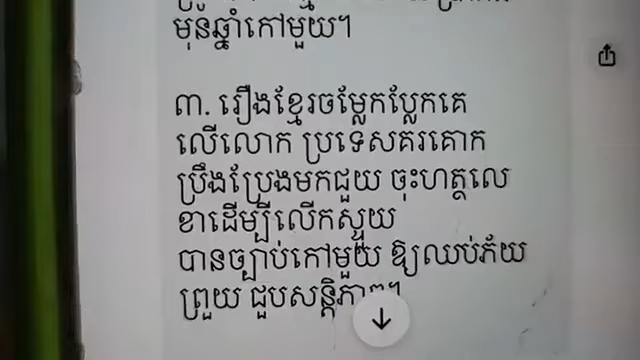 មុនឆ្នាំកៅមួយៗ
៣. រឿងខ្មែរចម្លែកប្លែកគេ
លើលោក ប្រទេសគរគោក
ប្រឹងប្រែងមកជួយ ចុះហត្ថលេ
ខាដើម្បីលើកស្ទួយ
បានច្បាប់កៅមួយ ឱ្យឈប់ភ័យ
ព្រួយ ជួបសន្តិភាពៗ